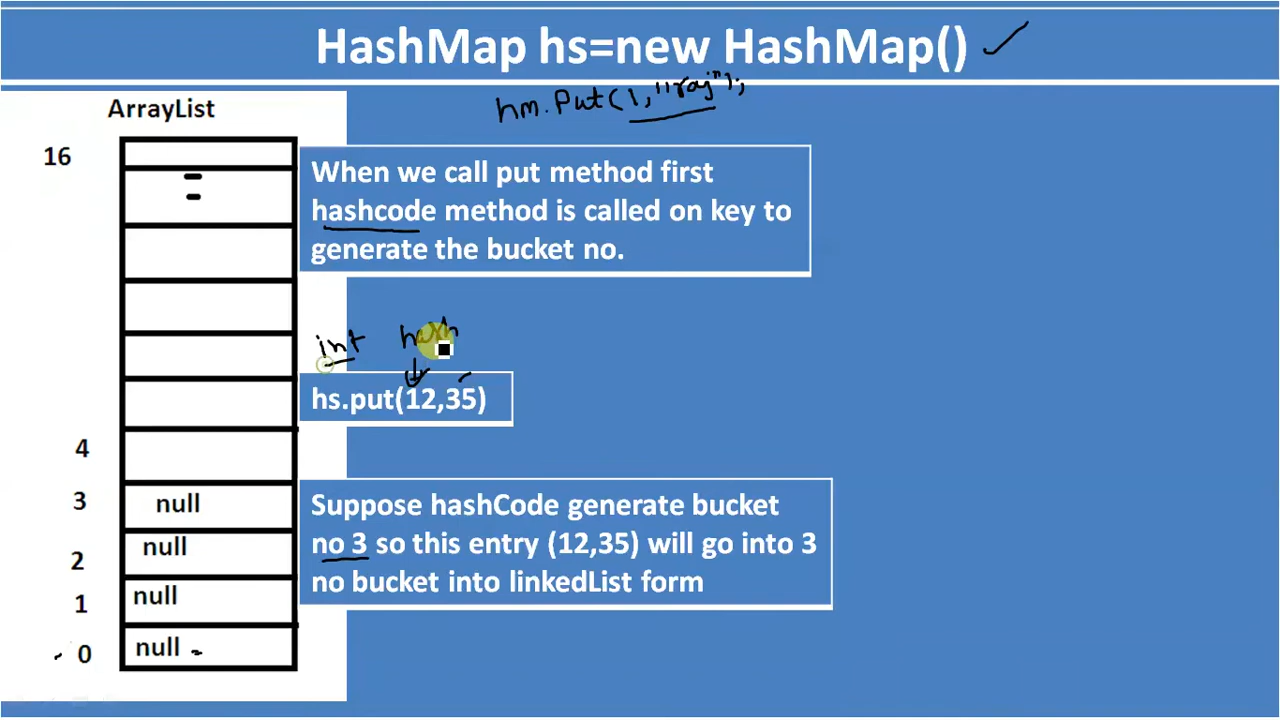 HashMap hs=new HashMap()
hm.Put(1,"raj");
ArrayList
16
When we call put method first
hashcode method is called on key to
generate the bucket no.
int hash
hs.put(12,35)
4
3 null
Suppose hashCode generate bucket
no 3 so this entry (12,35) will go into 3
no bucket into linkedList form
2 null
1 null
0 null